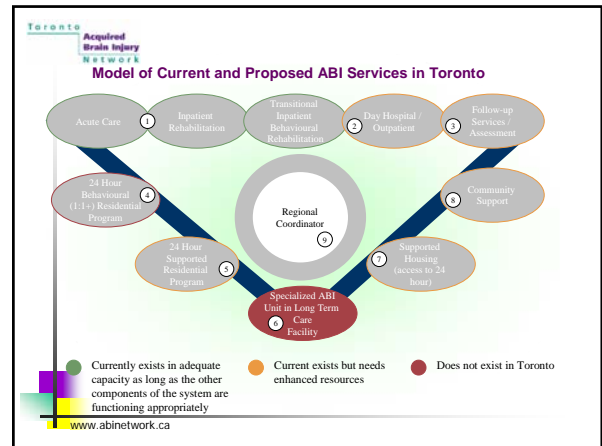 Toronto
Acquired
Brain Injury
Network
Model of Current and Proposed ABI Services in Toronto
Acute Care
1
Inpatient
Rehabilitation
Transitional
Inpatient
Behavioural
Rehabilitation
2
Day Hospital /
Outpatient
3
Follow-up
Services /
Assessment
24 Hour
Behavioural
(1:1+) Residential
Program
4
Regional
Coordinator
9
8
Community
Support
24 Hour
Supported
Residential
Program
5
7
Supported
Housing
(access to 24
hour)
Specialized ABI
Unit in Long Term
Care
Facility
6
Currently exists in adequate
capacity as long as the other
components of the system are
functioning appropriately
Current exists but needs
enhanced resources
Does not exist in Toronto
www.abinetwork.ca